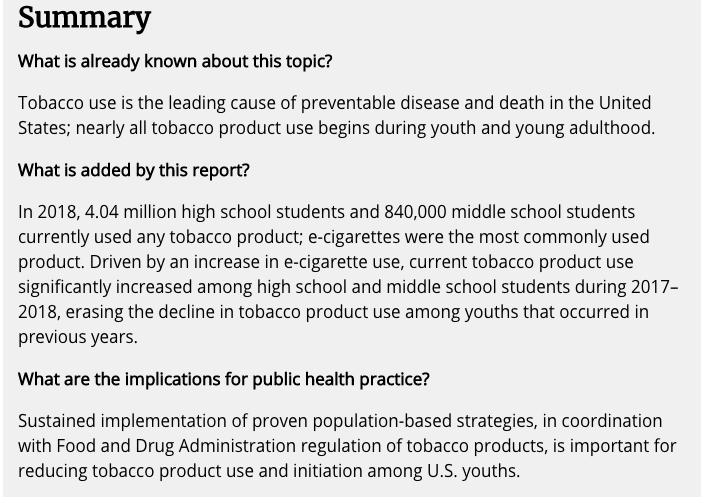 Summary
What is already known about this topic?
Tobacco use is the leading cause of preventable disease and death in the United
States; nearly all tobacco product use begins during youth and young adulthood.
What is added by this report?
In 2018, 4.04 million high school students and 840,000 middle school students
currently used any tobacco product; e-cigarettes were the most commonly used
product. Driven by an increase in e-cigarette use, current tobacco product use
significantly increased among high school and middle school students during 2017–
2018, erasing the decline in tobacco product use among youths that occurred in
previous years.
What are the implications for public health practice?
Sustained implementation of proven population-based strategies, in coordination
with Food and Drug Administration regulation of tobacco products, is important for
reducing tobacco product use and initiation among U.S. youths.